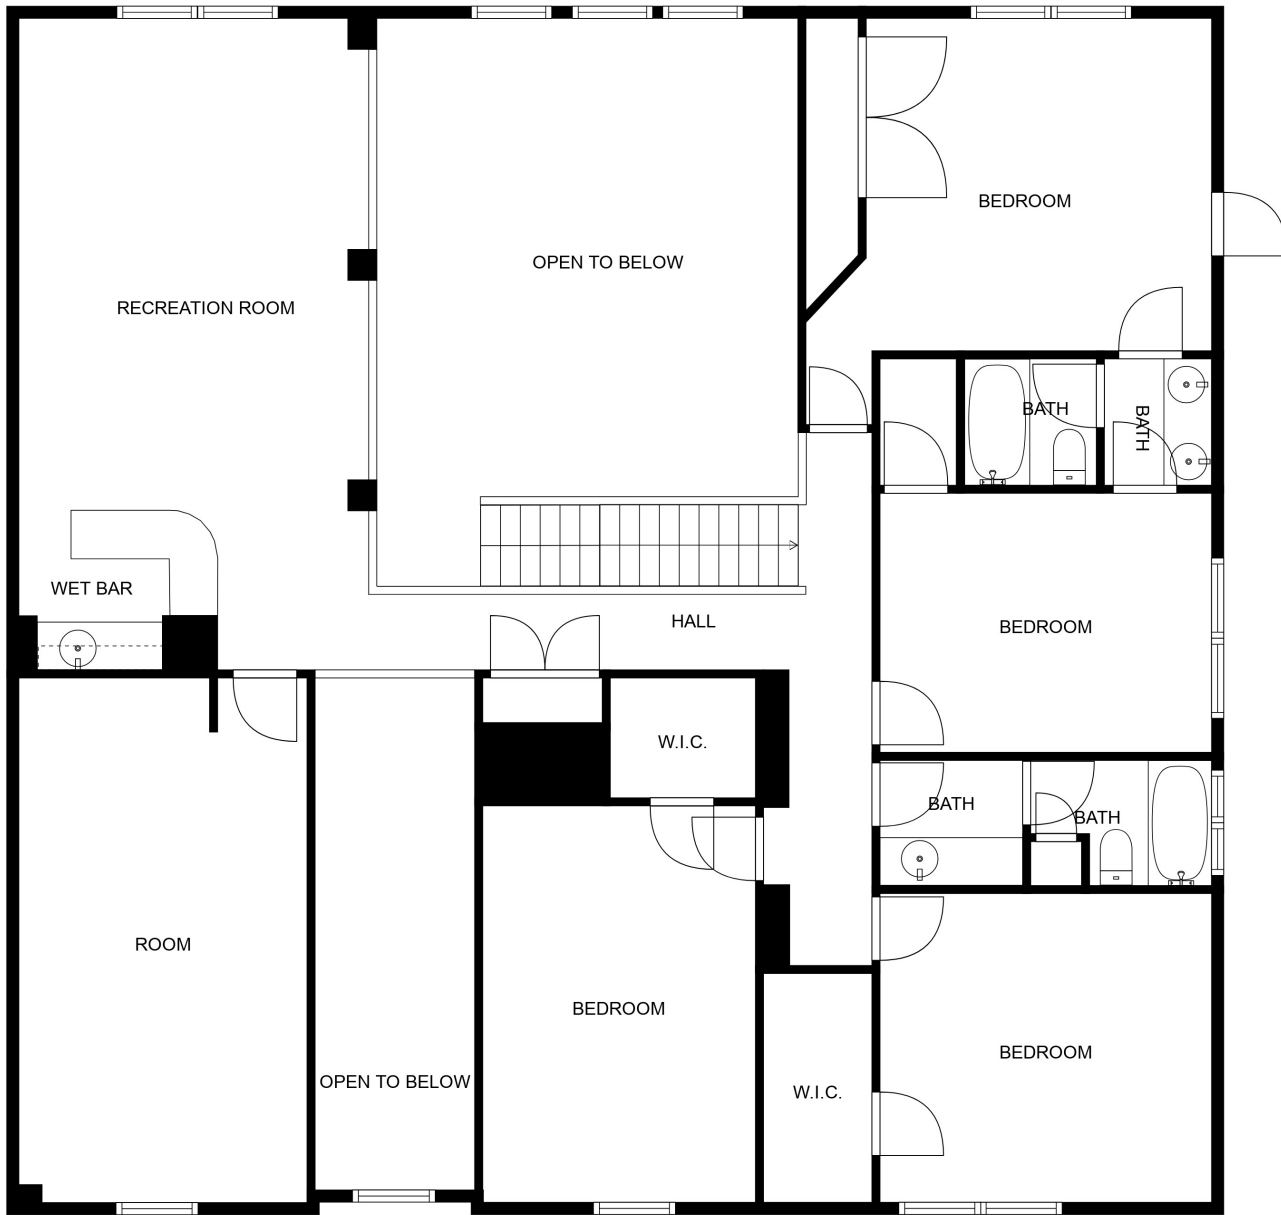 BEDROOM
OPEN TO BELOW
RECREATION ROOM
BATH
BATH
WET BAR
HALL
BEDROOM
W.I.C.
BATH
BATH
ROOM
BEDROOM
BEDROOM
OPEN TO BELOW
W.I.C.